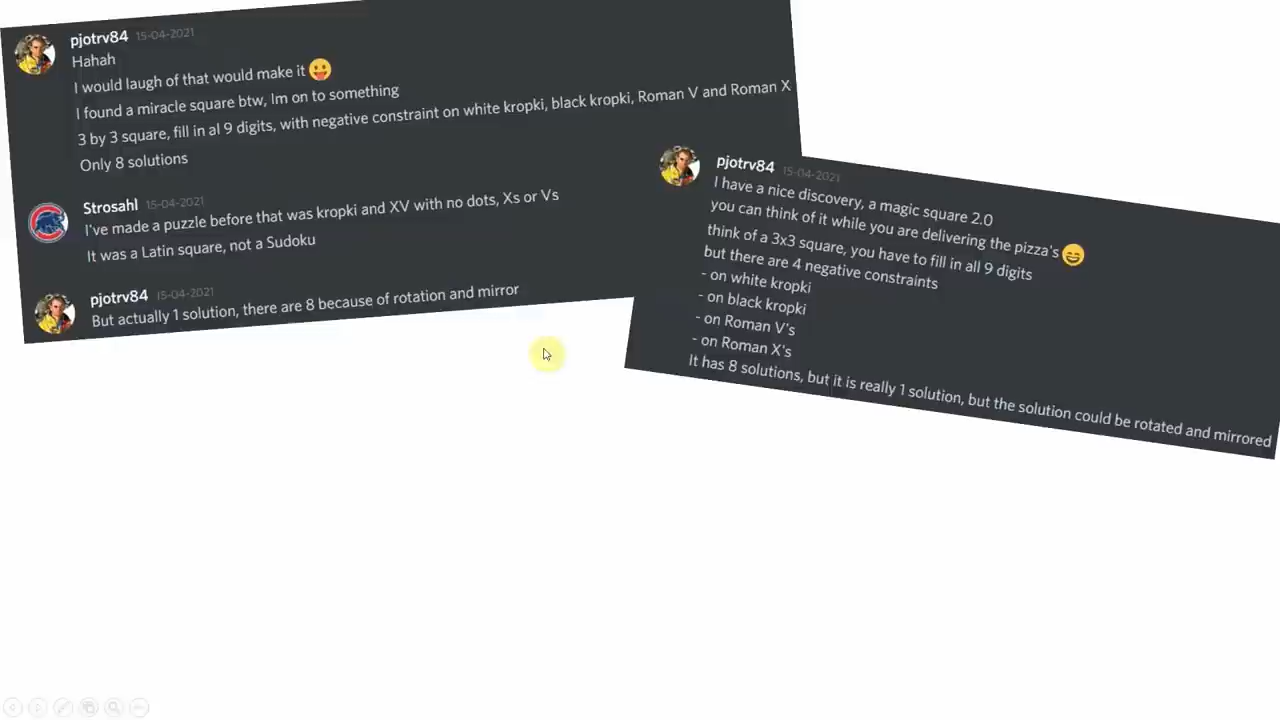 pjotrv84 15-04-2021
Hahah
I would laugh of that would make it 😛
I found a miracle square btw, Im on to something
3 by 3 square, fill in al 9 digits, with negative constraint on white kropki, black kropki, Roman V and Roman X
Only 8 solutions
Strosahl 15-04-2021
I've made a puzzle before that was kropki and XV with no dots, Xs or Vs
It was a Latin square, not a Sudoku
pjotrv84 15-04-2021
But actually 1 solution, there are 8 because of rotation and mirror
pjotrv84 15-04-2021
I have a nice discovery, a magic square 2.0
you can think of it while you are delivering the pizza's 😄
think of a 3x3 square, you have to fill in all 9 digits
but there are 4 negative constraints
- on white kropki
- on black kropki
- on Roman V's
- on Roman X's
It has 8 solutions, but it is really 1 solution, but the solution could be rotated and mirrored